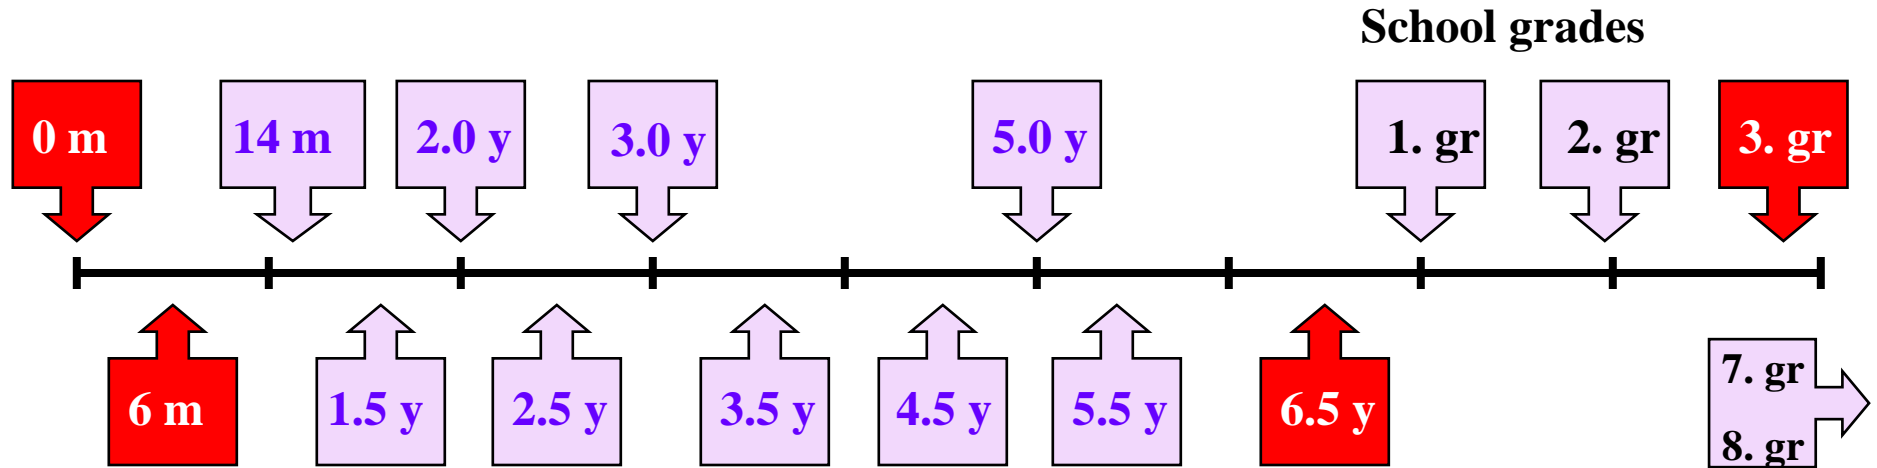 School grades
0 m
14 m
2.0 y
3.0 y
5.0 y
1. gr
2. gr
3. gr
6 m
1.5 y
2.5 y
3.5 y
4.5 y
5.5 y
6.5 y
7. gr
8. gr